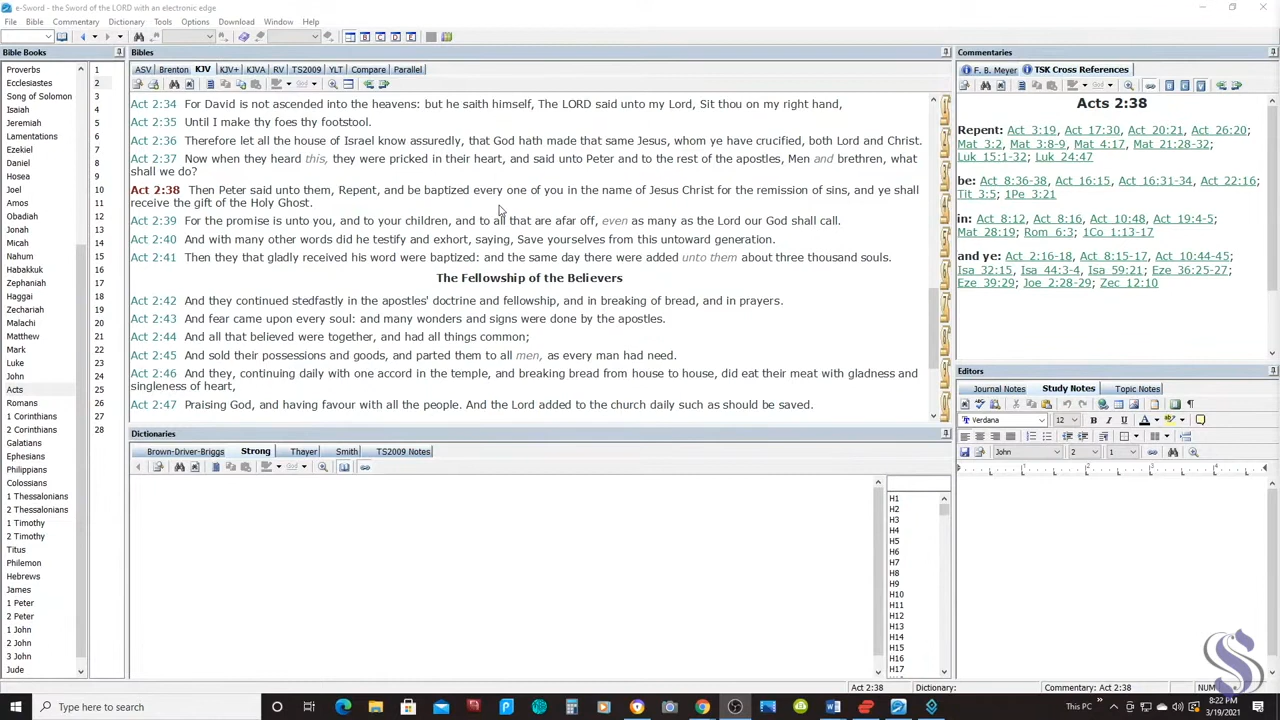 e-Sword - the Sword of the LORD with an electronic edge
File Bible Commentary Dictionary Tools Options Download Window Help
Bible Books
Proverbs
Ecclesiastes
Song of Solomon
Isaiah
Jeremiah
Lamentations
Ezekiel
Daniel
Hosea
Joel
Amos
Obadiah
Jonah
Micah
Nahum
Habakkuk
Zephaniah
Haggai
Zechariah
Malachi
Matthew
Mark
Luke
John
Acts
Romans
1 Corinthians
2 Corinthians
Galatians
Ephesians
Philippians
Colossians
1 Thessalonians
2 Thessalonians
1 Timothy
2 Timothy
Titus
Philemon
Hebrews
James
1 Peter
2 Peter
1 John
2 John
3 John
Jude
1
2
3
4
5
6
7
8
9
10
11
12
13
14
15
16
17
18
19
20
21
22
23
24
25
26
27
28
Bibles
ASV Brenton KJV KJV+ KJVA RV TS2009 YLT Compare Parallel
Act 2:34 For David is not ascended into the heavens: but he saith himself, The LORD said unto my Lord, Sit thou on my right hand,
Act 2:35 Until I make thy foes thy footstool.
Act 2:36 Therefore let all the house of Israel know assuredly, that God hath made that same Jesus, whom ye have crucified, both Lord and Christ.
Act 2:37 Now when they heard this, they were pricked in their heart, and said unto Peter and to the rest of the apostles, Men and brethren, what
shall we do?
Act 2:38 Then Peter said unto them, Repent, and be baptized every one of you in the name of Jesus Christ for the remission of sins, and ye shall
receive the gift of the Holy Ghost.
Act 2:39 For the promise is unto you, and to your children, and to all that are afar off, even as many as the Lord our God shall call.
Act 2:40 And with many other words did he testify and exhort, saying, Save yourselves from this untoward generation.
Act 2:41 Then they that gladly received his word were baptized: and the same day there were added unto them about three thousand souls.
The Fellowship of the Believers
Act 2:42 And they continued stedfastly in the apostles' doctrine and fellowship, and in breaking of bread, and in prayers.
Act 2:43 And fear came upon every soul: and many wonders and signs were done by the apostles.
Act 2:44 And all that believed were together, and had all things common;
Act 2:45 And sold their possessions and goods, and parted them to all men, as every man had need.
Act 2:46 And they, continuing daily with one accord in the temple, and breaking bread from house to house, did eat their meat with gladness and
singleness of heart,
Act 2:47 Praising God, and having favour with all the people. And the Lord added to the church daily such as should be saved.
Dictionaries
Brown-Driver-Briggs Strong Thayer Smith TS2009 Notes
H1
H2
H3
H4
H5
H6
H7
H8
H9
H10
H11
H12
H13
H14
H15
H16
H17
Commentaries
F. B. Meyer TSK Cross References
Acts 2:38
Repent: Act 3:19, Act 17:30, Act 20:21, Act 26:20;
Mat 3:2, Mat 3:8-9, Mat 4:17, Mat 21:28-32;
Luk 15:1-32; Luk 24:47
be: Act 8:36-38, Act 16:15, Act 16:31-34, Act 22:16;
Tit 3:5; 1Pe 3:21
in: Act 8:12, Act 8:16, Act 10:48, Act 19:4-5;
Mat 28:19; Rom 6:3; 1Co 1:13-17
and ye: Act 2:16-18, Act 8:15-17, Act 10:44-45;
Isa 32:15, Isa 44:3-4, Isa 59:21; Eze 36:25-27,
Eze 39:29; Joe 2:28-29; Zec 12:10
Editors
Journal Notes Study Notes Topic Notes
Verdana 12 B I U A
John 2 1
1 2 3 4
Act 2:38 Dictionary: Commentary: Act 2:38 NUM
Type here to search
This PC
8:22 PM
3/19/2021